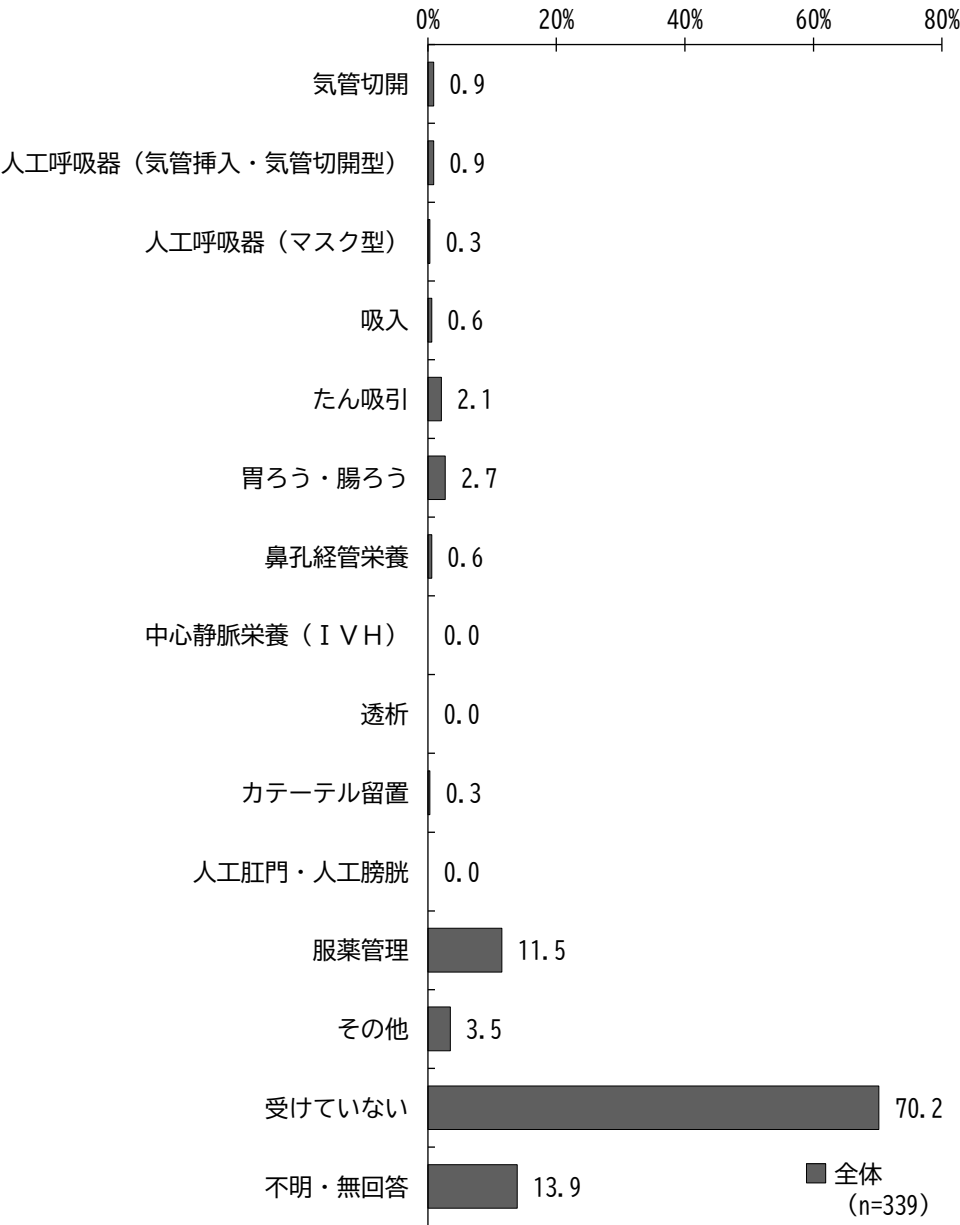 0% 20% 40% 60% 80%
気管切開 0.9
人工呼吸器（気管挿入・気管切開型） 0.9
人工呼吸器（マスク型） 0.3
吸入 0.6
たん吸引 2.1
胃ろう・腸ろう 2.7
鼻孔経管栄養 0.6
中心静脈栄養（ＩＶＨ） 0.0
透析 0.0
カテーテル留置 0.3
人工肛門・人工膀胱 0.0
服薬管理 11.5
その他 3.5
受けていない 70.2
不明・無回答 13.9
全体
(n=339)